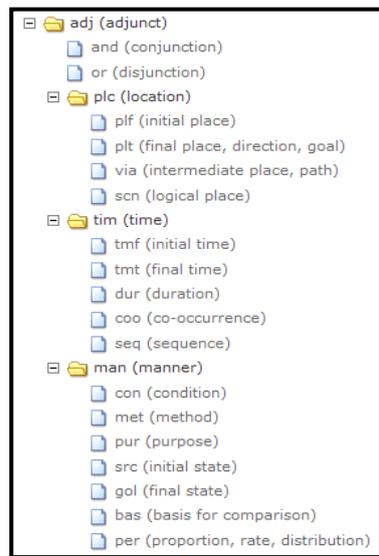 adj (adjunct)
and (conjunction)
or (disjunction)
plc (location)
plf (initial place)
plt (final place, direction, goal)
via (intermediate place, path)
scn (logical place)
tim (time)
tmf (initial time)
tmt (final time)
dur (duration)
coo (co-occurrence)
seq (sequence)
man (manner)
con (condition)
met (method)
pur (purpose)
src (initial state)
gol (final state)
bas (basis for comparison)
per (proportion, rate, distribution)